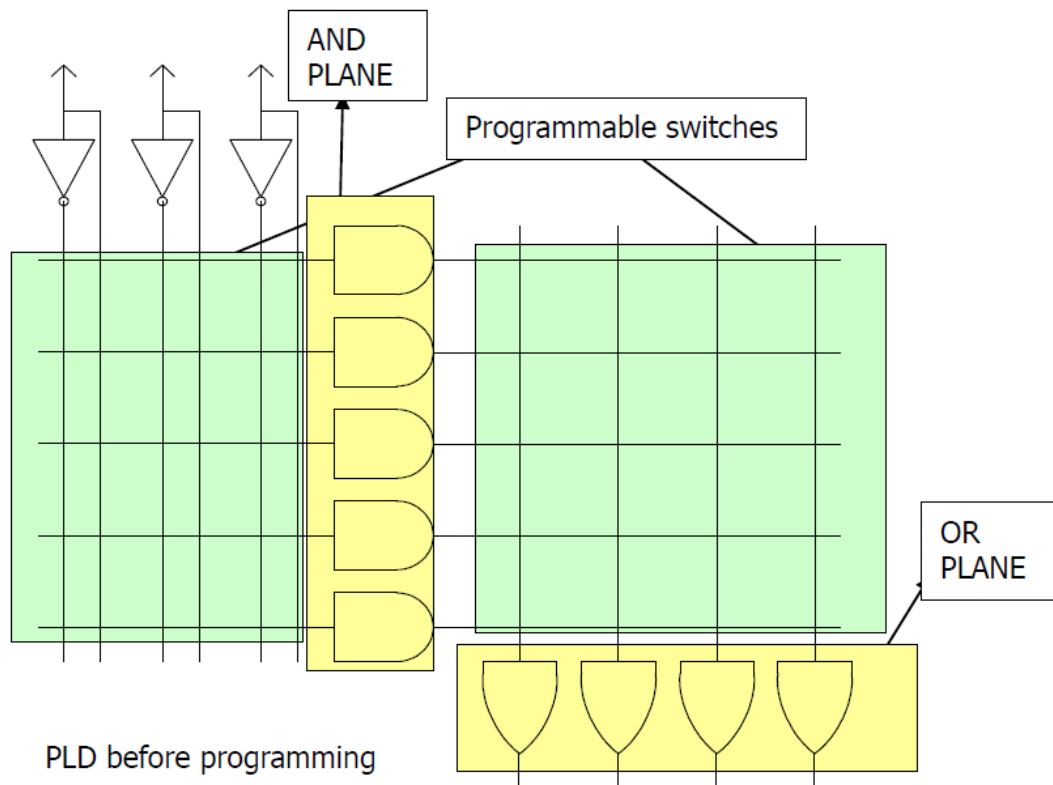 AND
PLANE
Programmable switches
OR
PLANE
PLD before programming